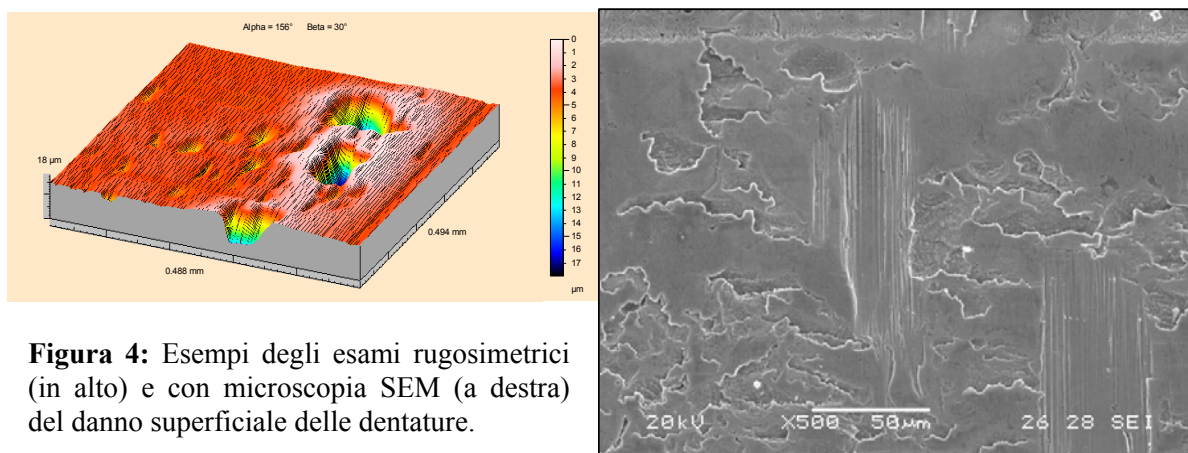 Alpha = 156° Beta = 30°
0
1
2
3
4
5
6
7
8
9
10
11
12
13
14
15
16
17
µm
18 µm
0.494 mm
0.488 mm
Figura 4: Esempi degli esami rugosimetrici
(in alto) e con microscopia SEM (a destra)
del danno superficiale delle dentature.
20kV X500 50µm 26 28 SEI